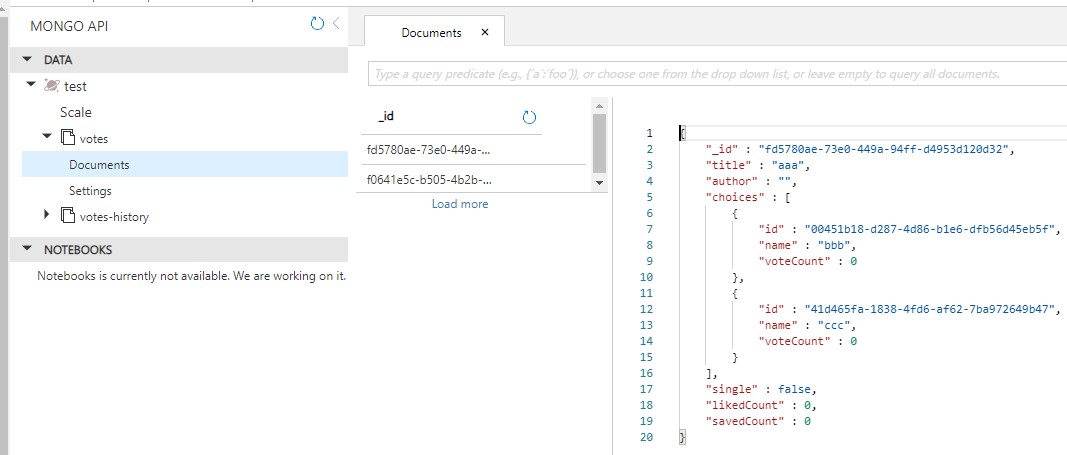 MONGO API
DATA
test
Scale
votes
Documents
Settings
votes-history
NOTEBOOKS
Notebooks is currently not available. We are working on it.
Documents
Type a query predicate (e.g., {´a´:´foo´}), or choose one from the drop down list, or leave empty to query all documents.
_id
fd5780ae-73e0-449a-...
f0641e5c-b505-4b2b-...
Load more
1 {
2 "_id" : "fd5780ae-73e0-449a-94ff-d4953d120d32",
3 "title" : "aaa",
4 "author" : "",
5 "choices" : [
6 {
7 "id" : "00451b18-d287-4d86-b1e6-dfb56d45eb5f",
8 "name" : "bbb",
9 "voteCount" : 0
10 },
11 {
12 "id" : "41d465fa-1838-4fd6-af62-7ba972649b47",
13 "name" : "ccc",
14 "voteCount" : 0
15 }
16 ],
17 "single" : false,
18 "likedCount" : 0,
19 "savedCount" : 0
20 }